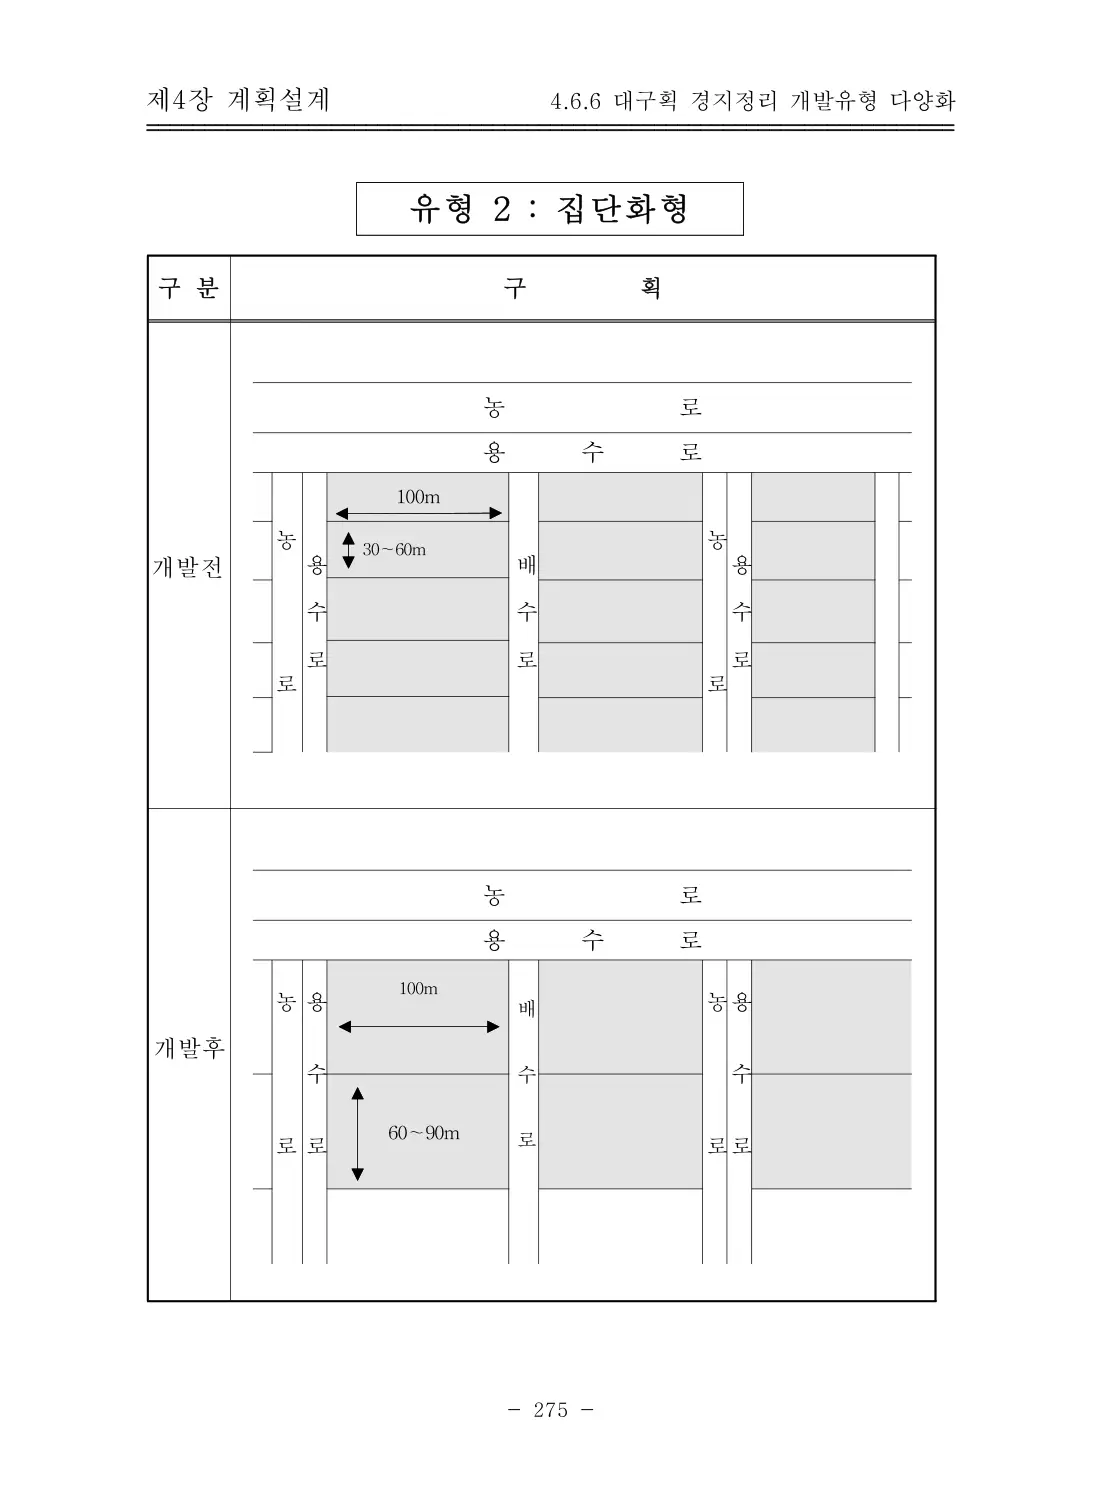 제4장 계획설계 4.6.6 대구획 경지정리 개발유형 다양화
유형 2 : 집단화형
구 분 구 획
개발전
농 로
용 수 로
100m
30~60m
농 로
용 수 로
배 수 로
농 로
용 수 로
개발후
농 로
용 수 로
100m
60~90m
농 로
용 수 로
배 수 로
농 로
용 수 로
- 275 -